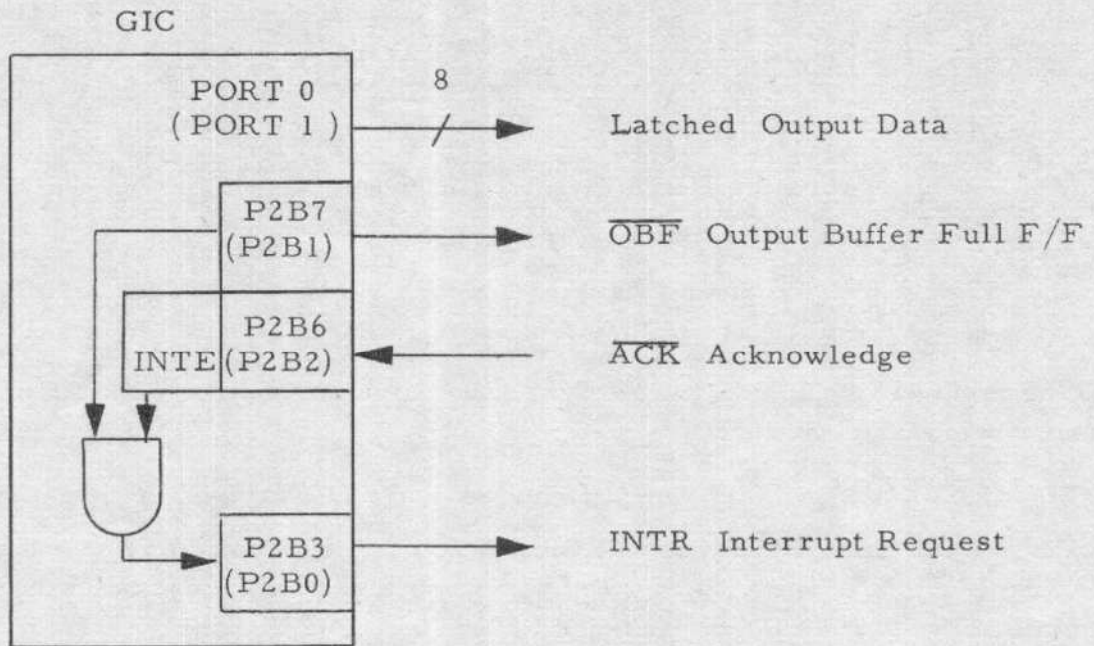 GIC
PORT 0
( PORT 1 )
8
Latched Output Data
P2B7
(P2B1)
OBF Output Buffer Full F/F
P2B6
INTE (P2B2)
ACK Acknowledge
P2B3
(P2B0)
INTR Interrupt Request